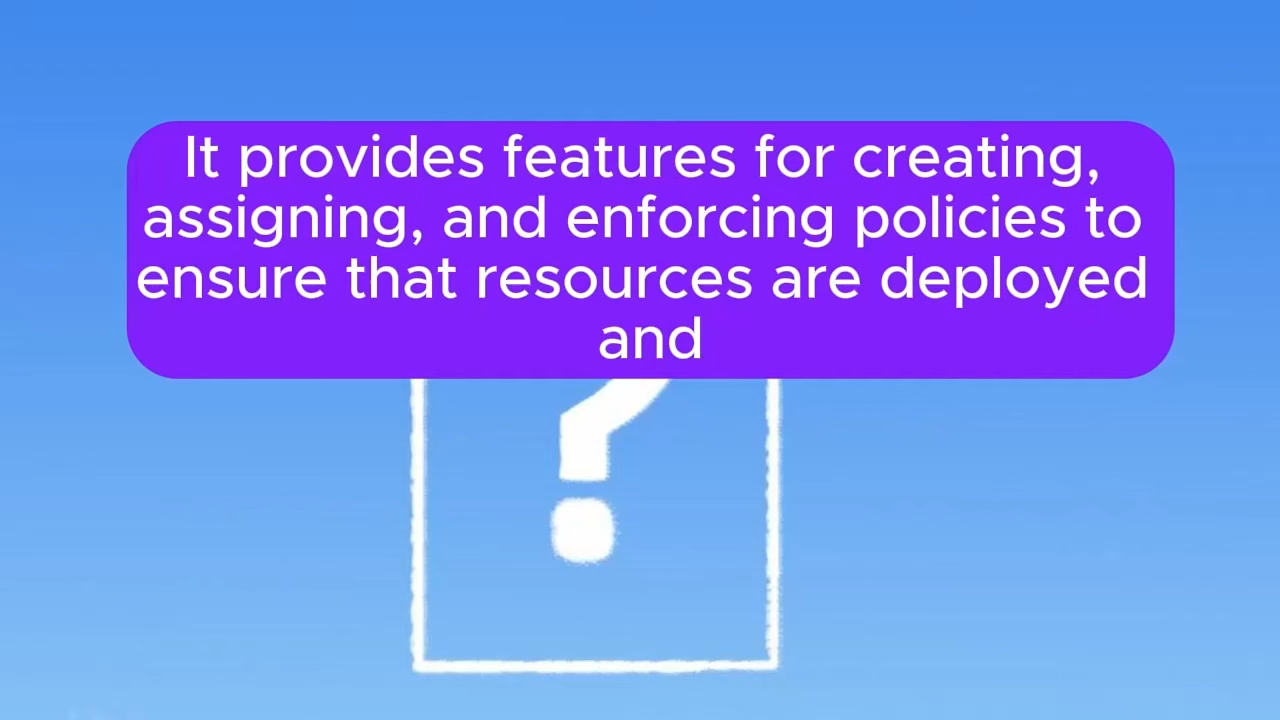 It provides features for creating,
assigning, and enforcing policies to
ensure that resources are deployed
and
?